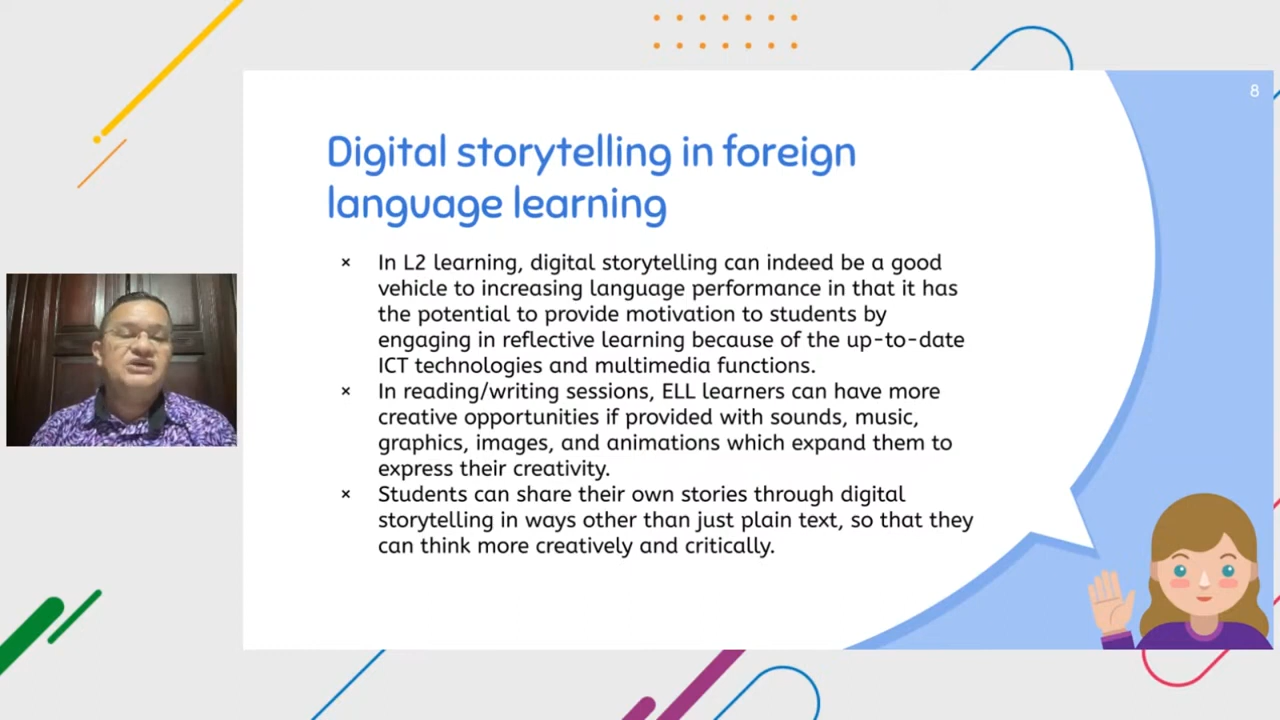 8
Digital storytelling in foreign
language learning
× In L2 learning, digital storytelling can indeed be a good
vehicle to increasing language performance in that it has
the potential to provide motivation to students by
engaging in reflective learning because of the up-to-date
ICT technologies and multimedia functions.
× In reading/writing sessions, ELL learners can have more
creative opportunities if provided with sounds, music,
graphics, images, and animations which expand them to
express their creativity.
× Students can share their own stories through digital
storytelling in ways other than just plain text, so that they
can think more creatively and critically.